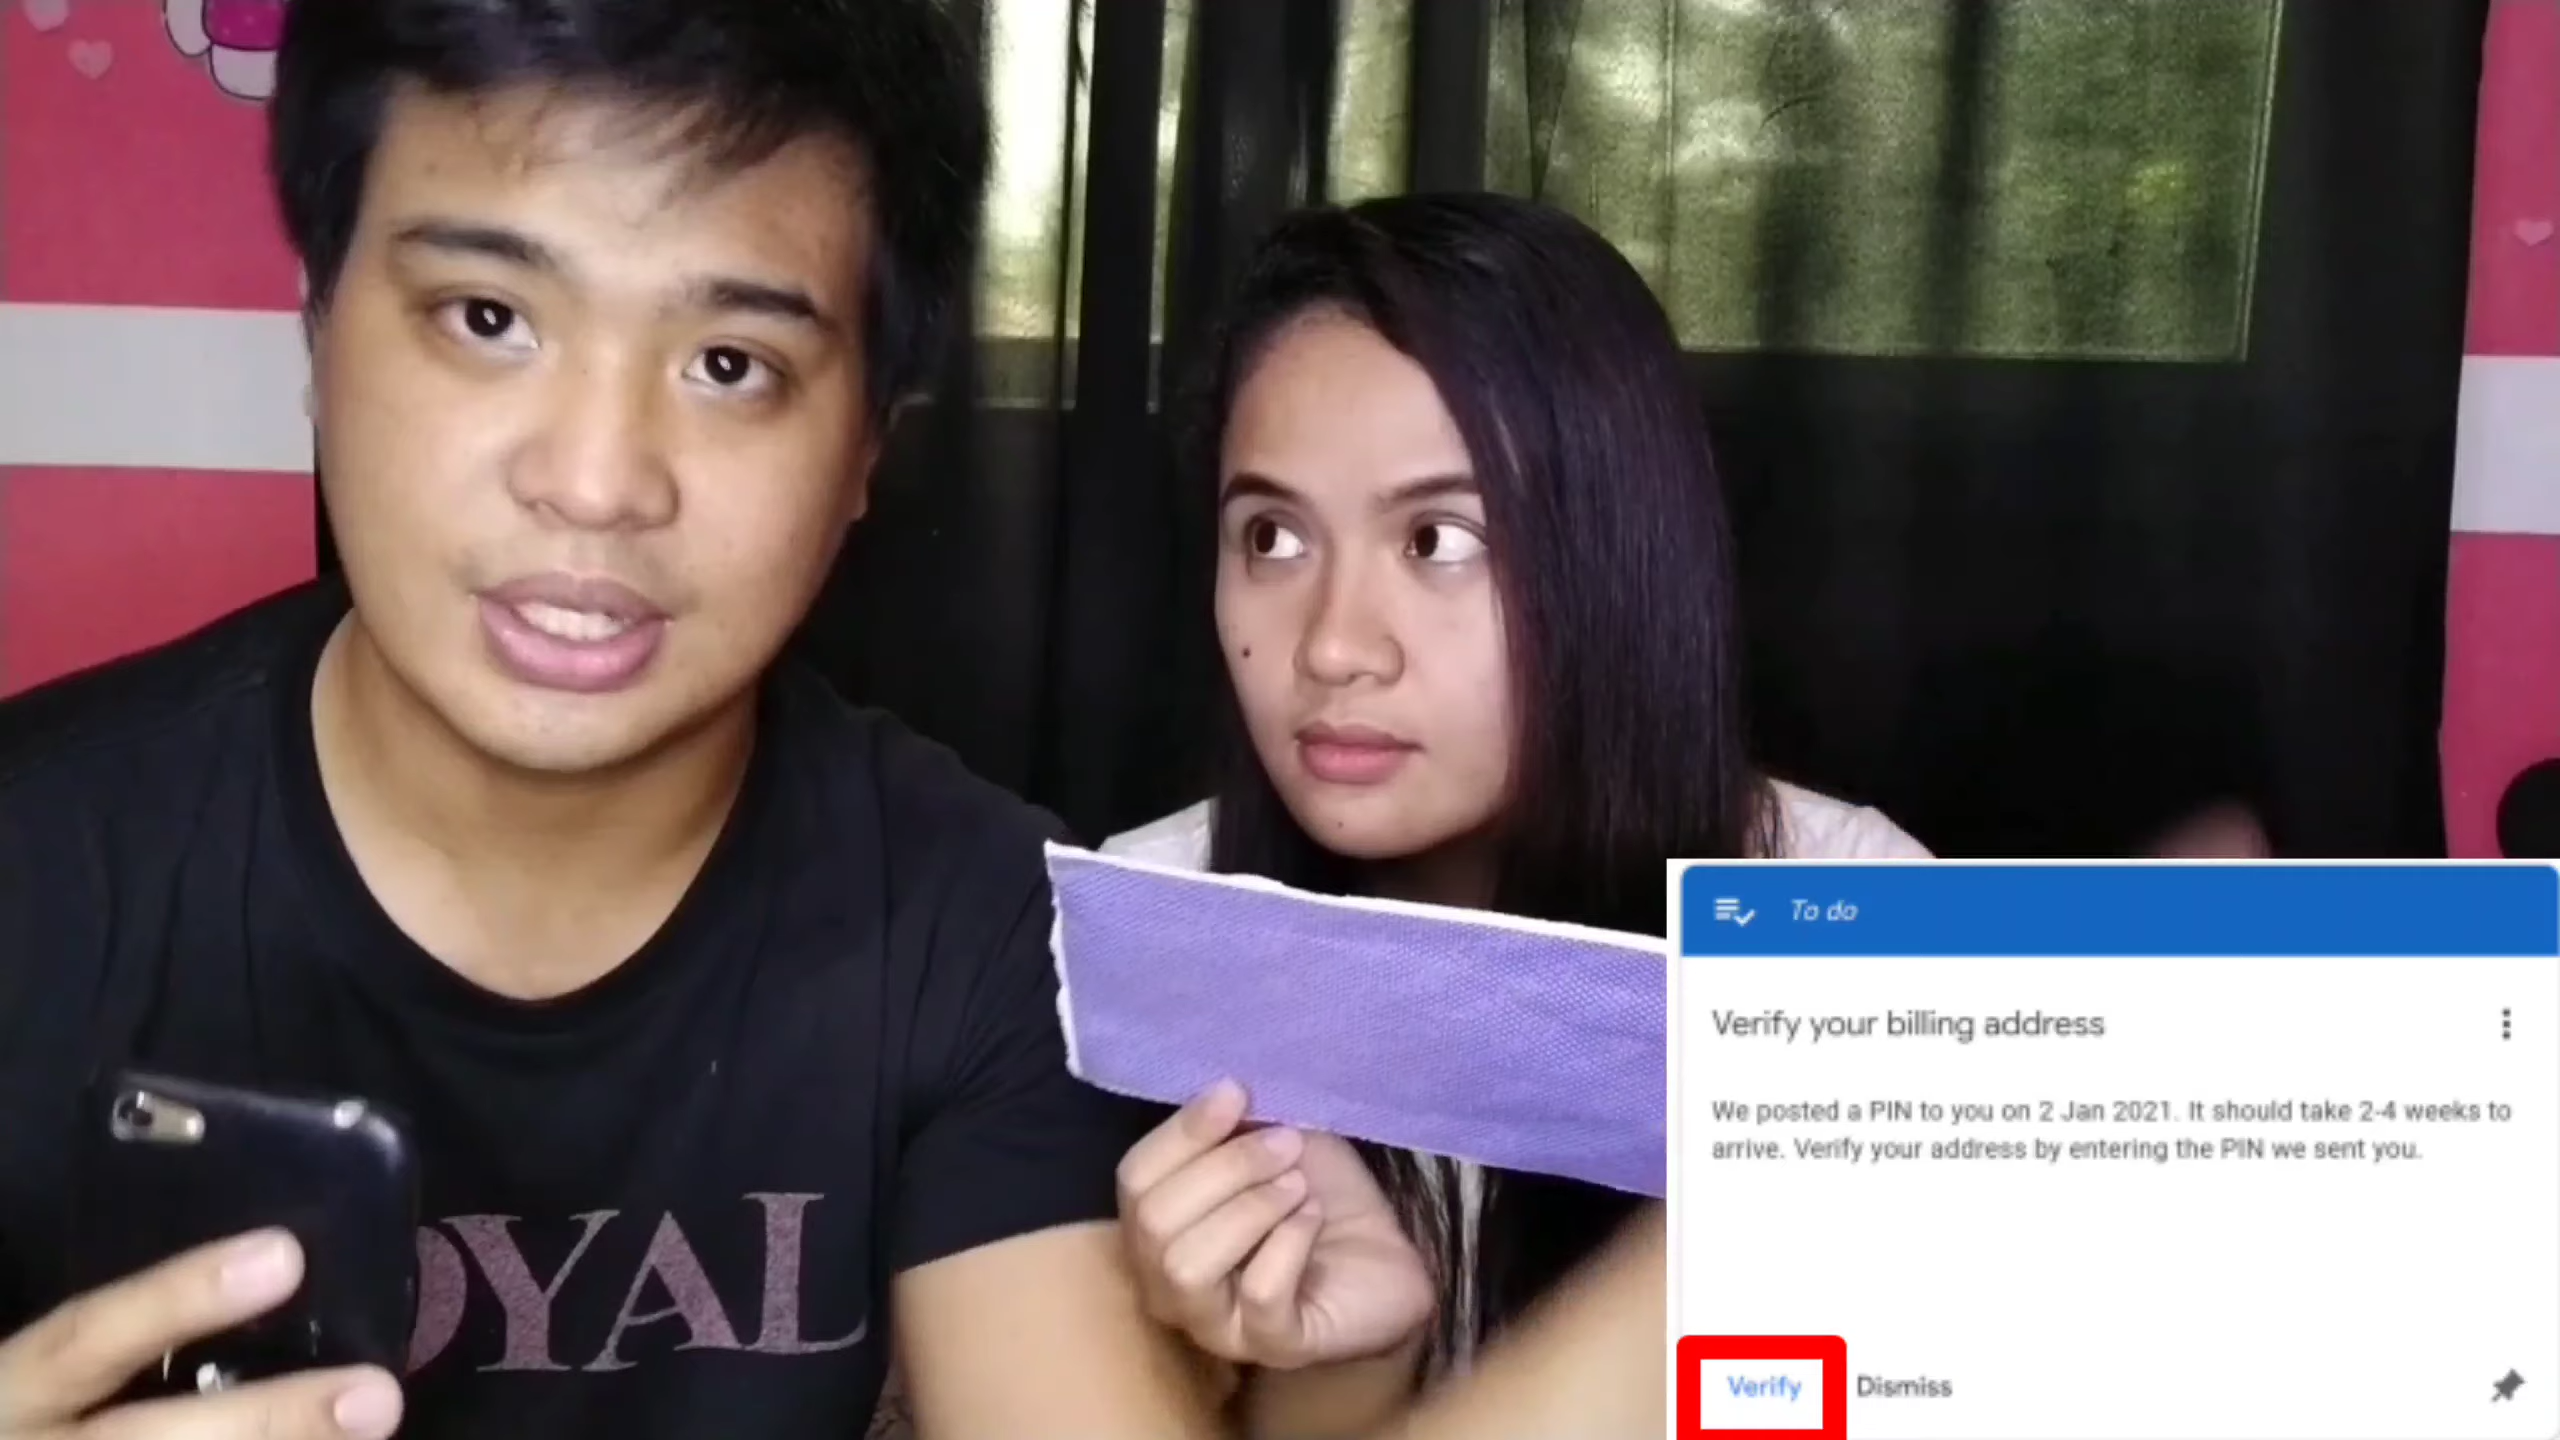 OYAL
To do
Verify your billing address
We posted a PIN to you on 2 Jan 2021. It should take 2-4 weeks to
arrive. Verify your address by entering the PIN we sent you.
Verify Dismiss